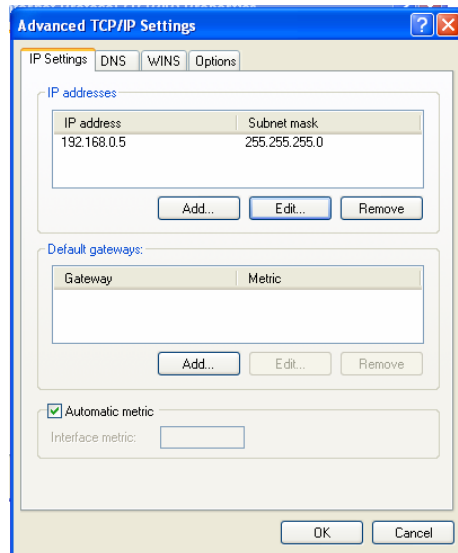 Advanced TCP/IP Settings
IP Settings DNS WINS Options
IP addresses
IP address Subnet mask
192.168.0.5 255.255.255.0
Add... Edit... Remove
Default gateways:
Gateway Metric
Add... Edit... Remove
Automatic metric
Interface metric:
OK Cancel